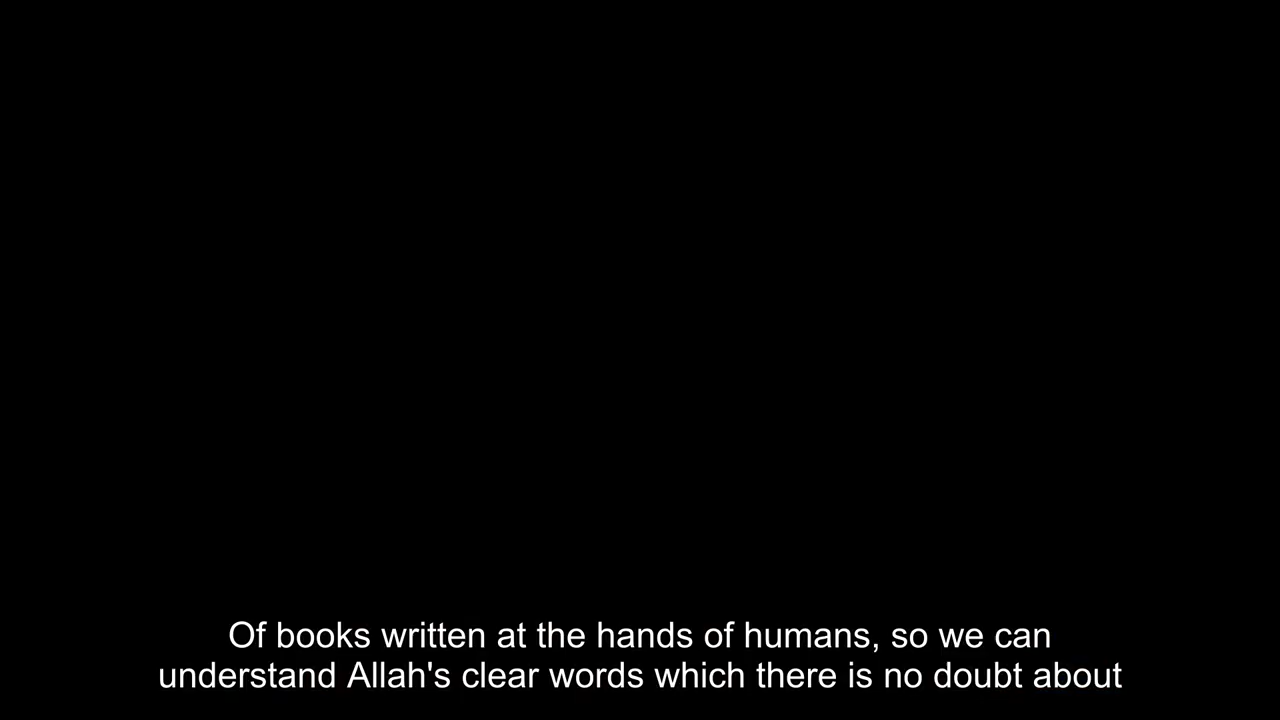 Of books written at the hands of humans, so we can
understand Allah's clear words which there is no doubt about